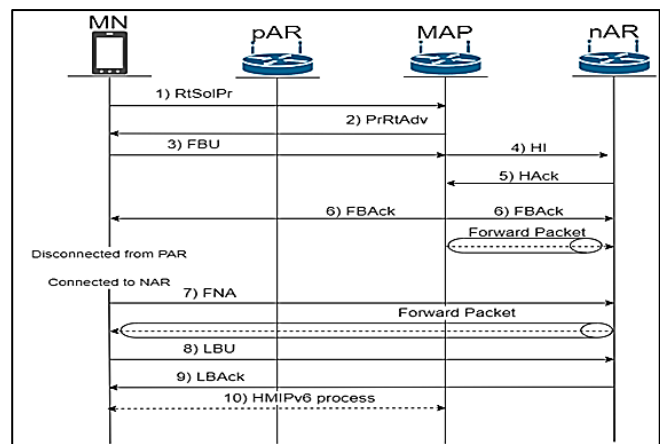 MN
pAR
MAP
nAR
1) RtSolPr
2) PrRtAdv
3) FBU
4) HI
5) HAck
6) FBAck
6) FBAck
Forward Packet
Disconnected from PAR
Connected to NAR
7) FNA
Forward Packet
8) LBU
9) LBAck
10) HMIPv6 process